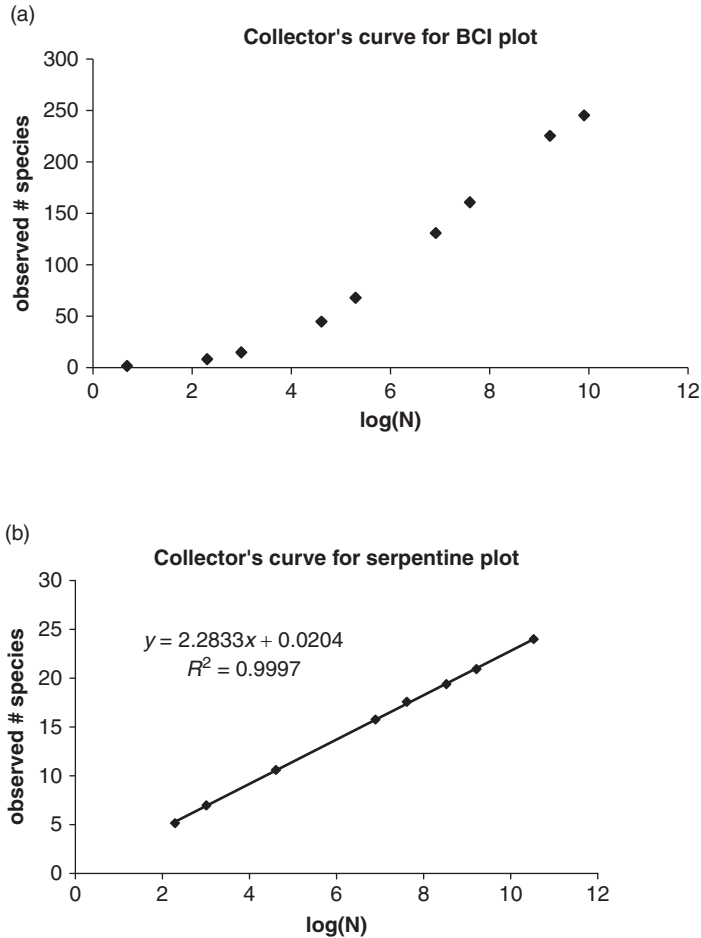 (a)
Collector's curve for BCI plot
300
250
200
150
100
50
0
observed # species
0 2 4 6 8 10 12
log(N)
(b)
Collector's curve for serpentine plot
30
25
20
15
10
5
0
observed # species
y = 2.2833x + 0.0204
R² = 0.9997
0 2 4 6 8 10 12
log(N)